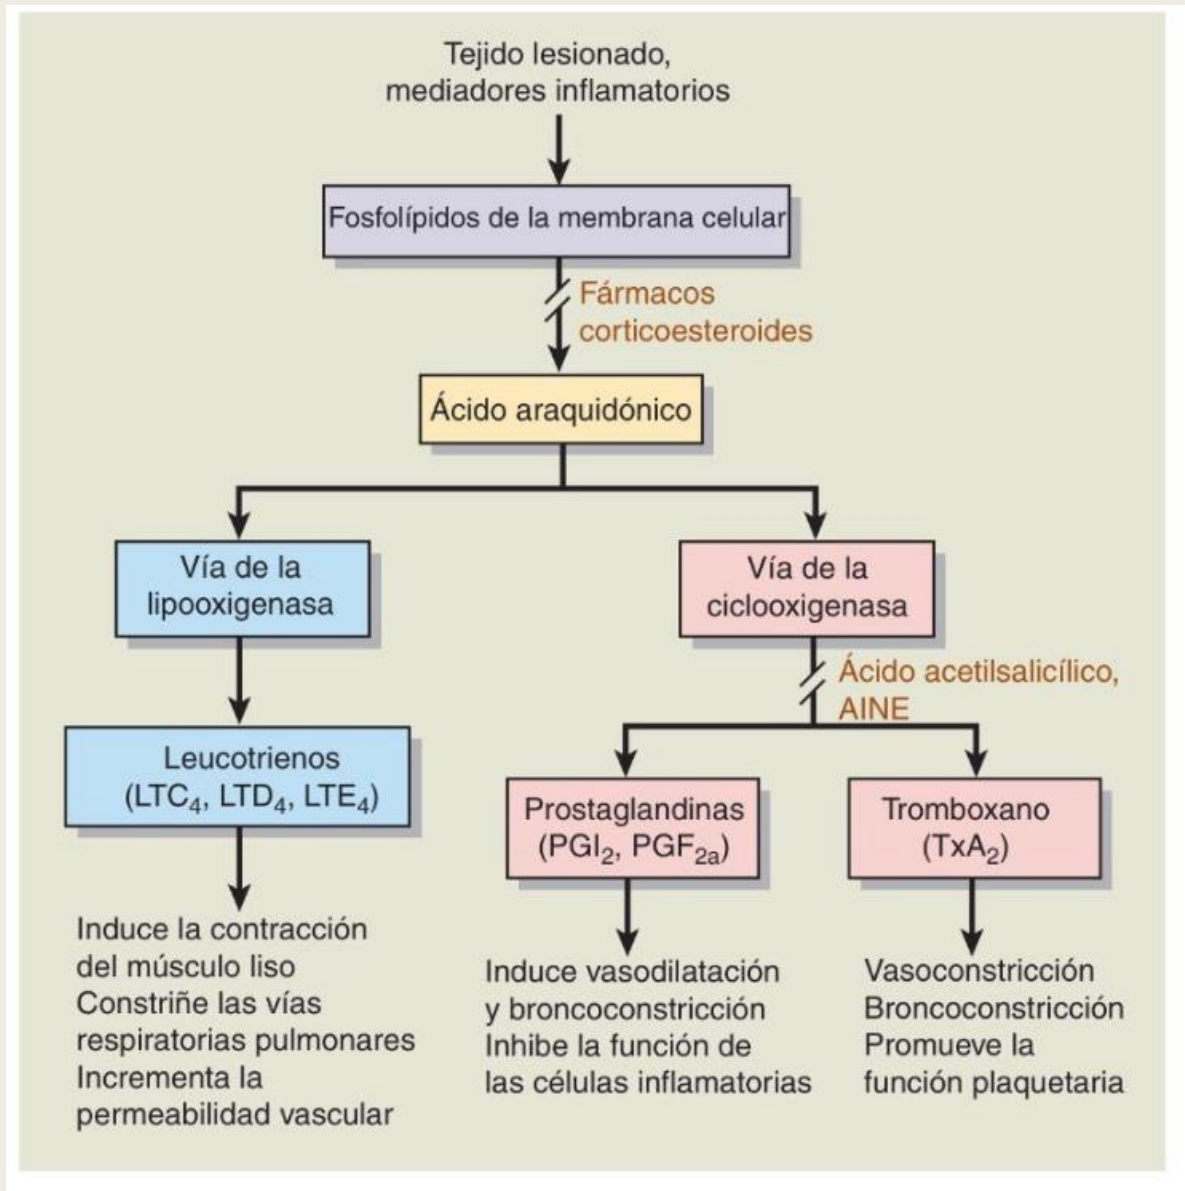 Tejido lesionado,
mediadores inflamatorios
Fosfolípidos de la membrana celular
Fármacos
corticoesteroides
Ácido araquidónico
Vía de la
lipooxigenasa
Vía de la
ciclooxigenasa
Ácido acetilsalicílico,
AINE
Leucotrienos
(LTC₄, LTD₄, LTE₄)
Prostaglandinas
(PGI₂, PGF₂ₐ)
Tromboxano
(TxA₂)
Induce la contracción
del músculo liso
Constriñe las vías
respiratorias pulmonares
Incrementa la
permeabilidad vascular
Induce vasodilatación
y broncoconstricción
Inhibe la función de
las células inflamatorias
Vasoconstricción
Broncoconstricción
Promueve la
función plaquetaria